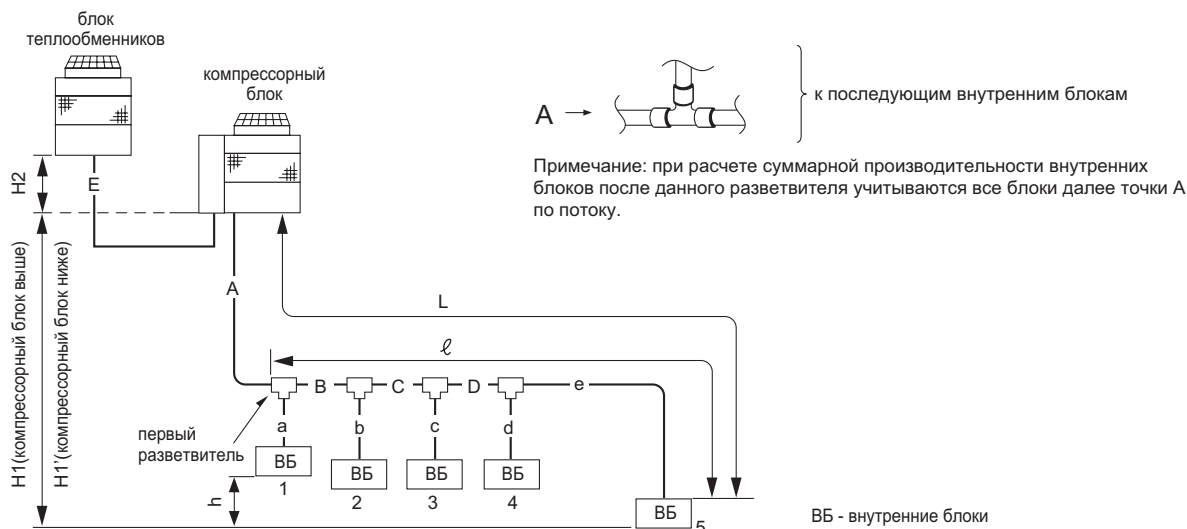 блок
теплообменников
компрессорный
блок
A
к последующим внутренним блокам
Примечание: при расчете суммарной производительности внутренних
блоков после данного разветвителя учитываются все блоки далее точки А
по потоку.
H2
E
H1(компрессорный блок выше)
H1'(компрессорный блок ниже)
A
L
ℓ
B
C
D
e
первый
разветвитель
a
b
c
d
ВБ
ВБ
ВБ
ВБ
1
2
3
4
h
ВБ
5
ВБ - внутренние блоки